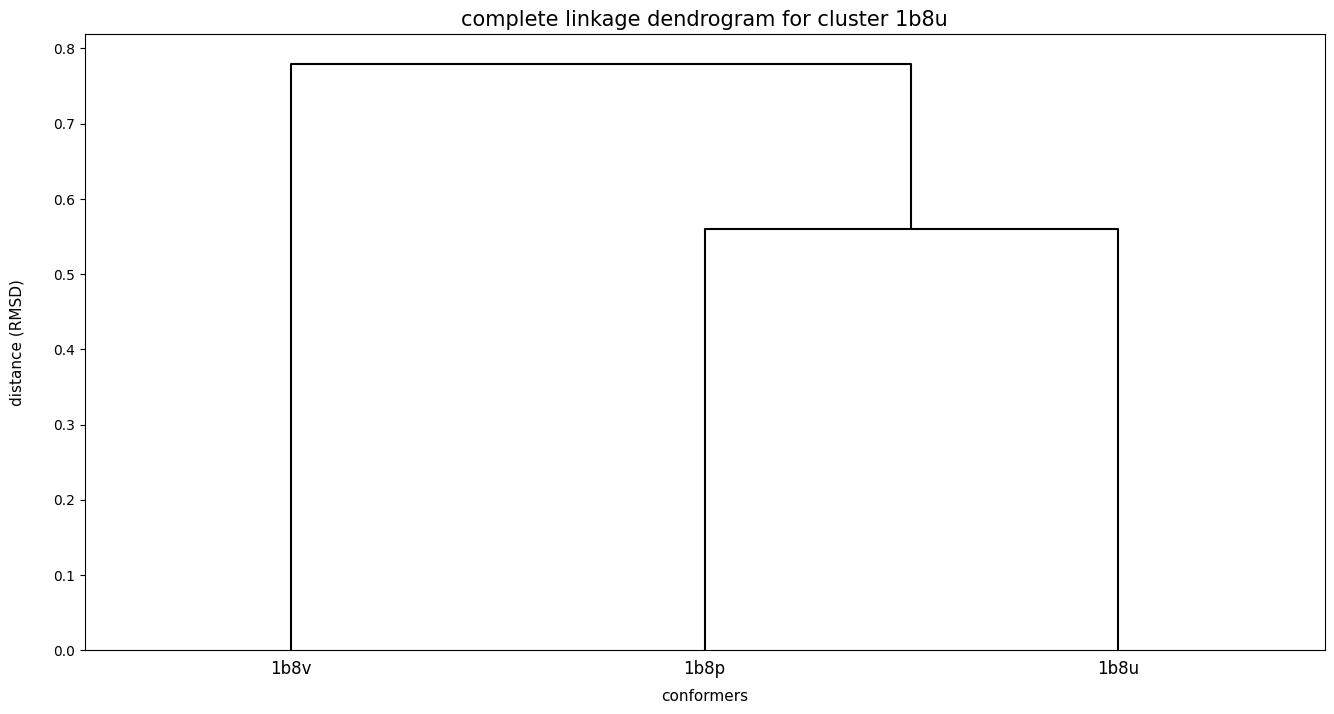 complete linkage dendrogram for cluster 1b8u
0.8
0.7
0.6
0.5
0.4
0.3
0.2
0.1
0.0
distance (RMSD)
1b8v 1b8p 1b8u
conformers